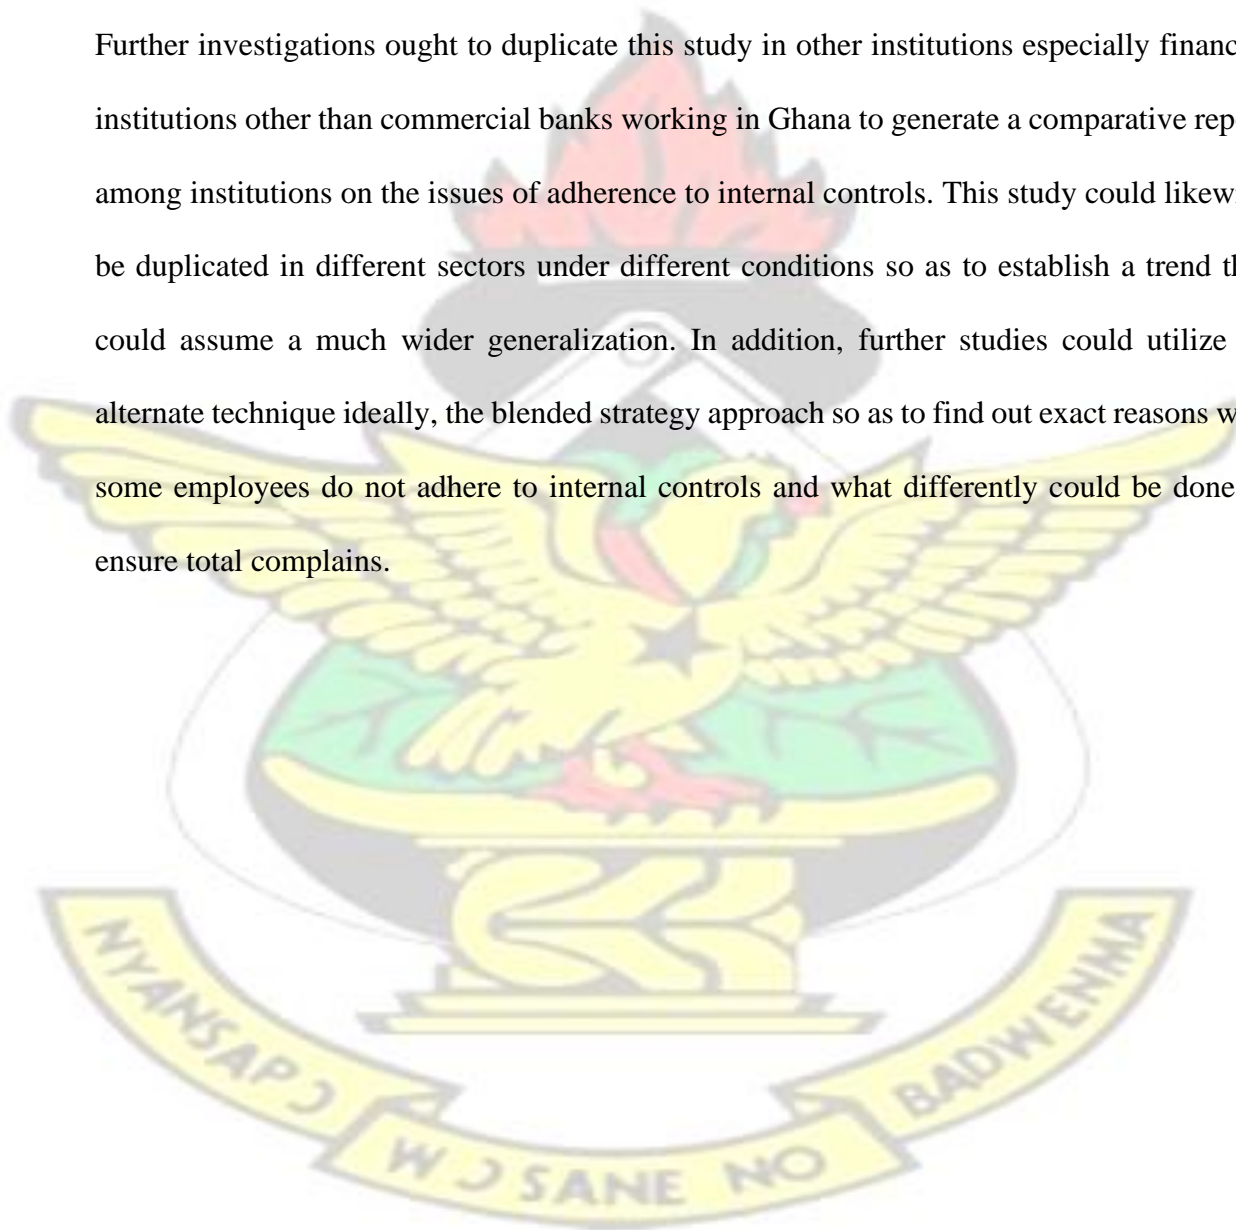 Further investigations ought to duplicate this study in other institutions especially financ
institutions other than commercial banks working in Ghana to generate a comparative rep
among institutions on the issues of adherence to internal controls. This study could likew
be duplicated in different sectors under different conditions so as to establish a trend th
could assume a much wider generalization. In addition, further studies could utilize
alternate technique ideally, the blended strategy approach so as to find out exact reasons w
some employees do not adhere to internal controls and what differently could be done
ensure total complains.
NYANSAPƆ
WƆSANE NO
BADWENMA